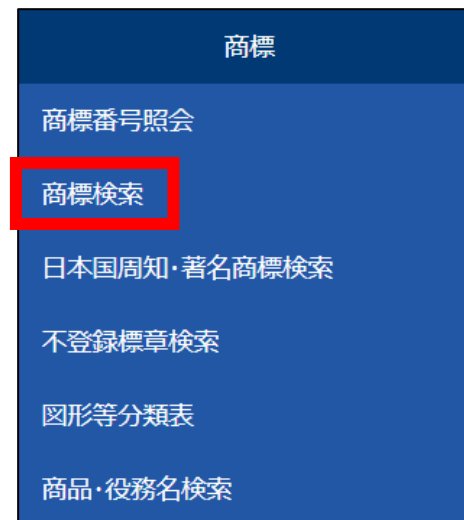 商標
商標番号照会
商標検索
日本国周知･著名商標検索
不登録標章検索
図形等分類表
商品･役務名検索